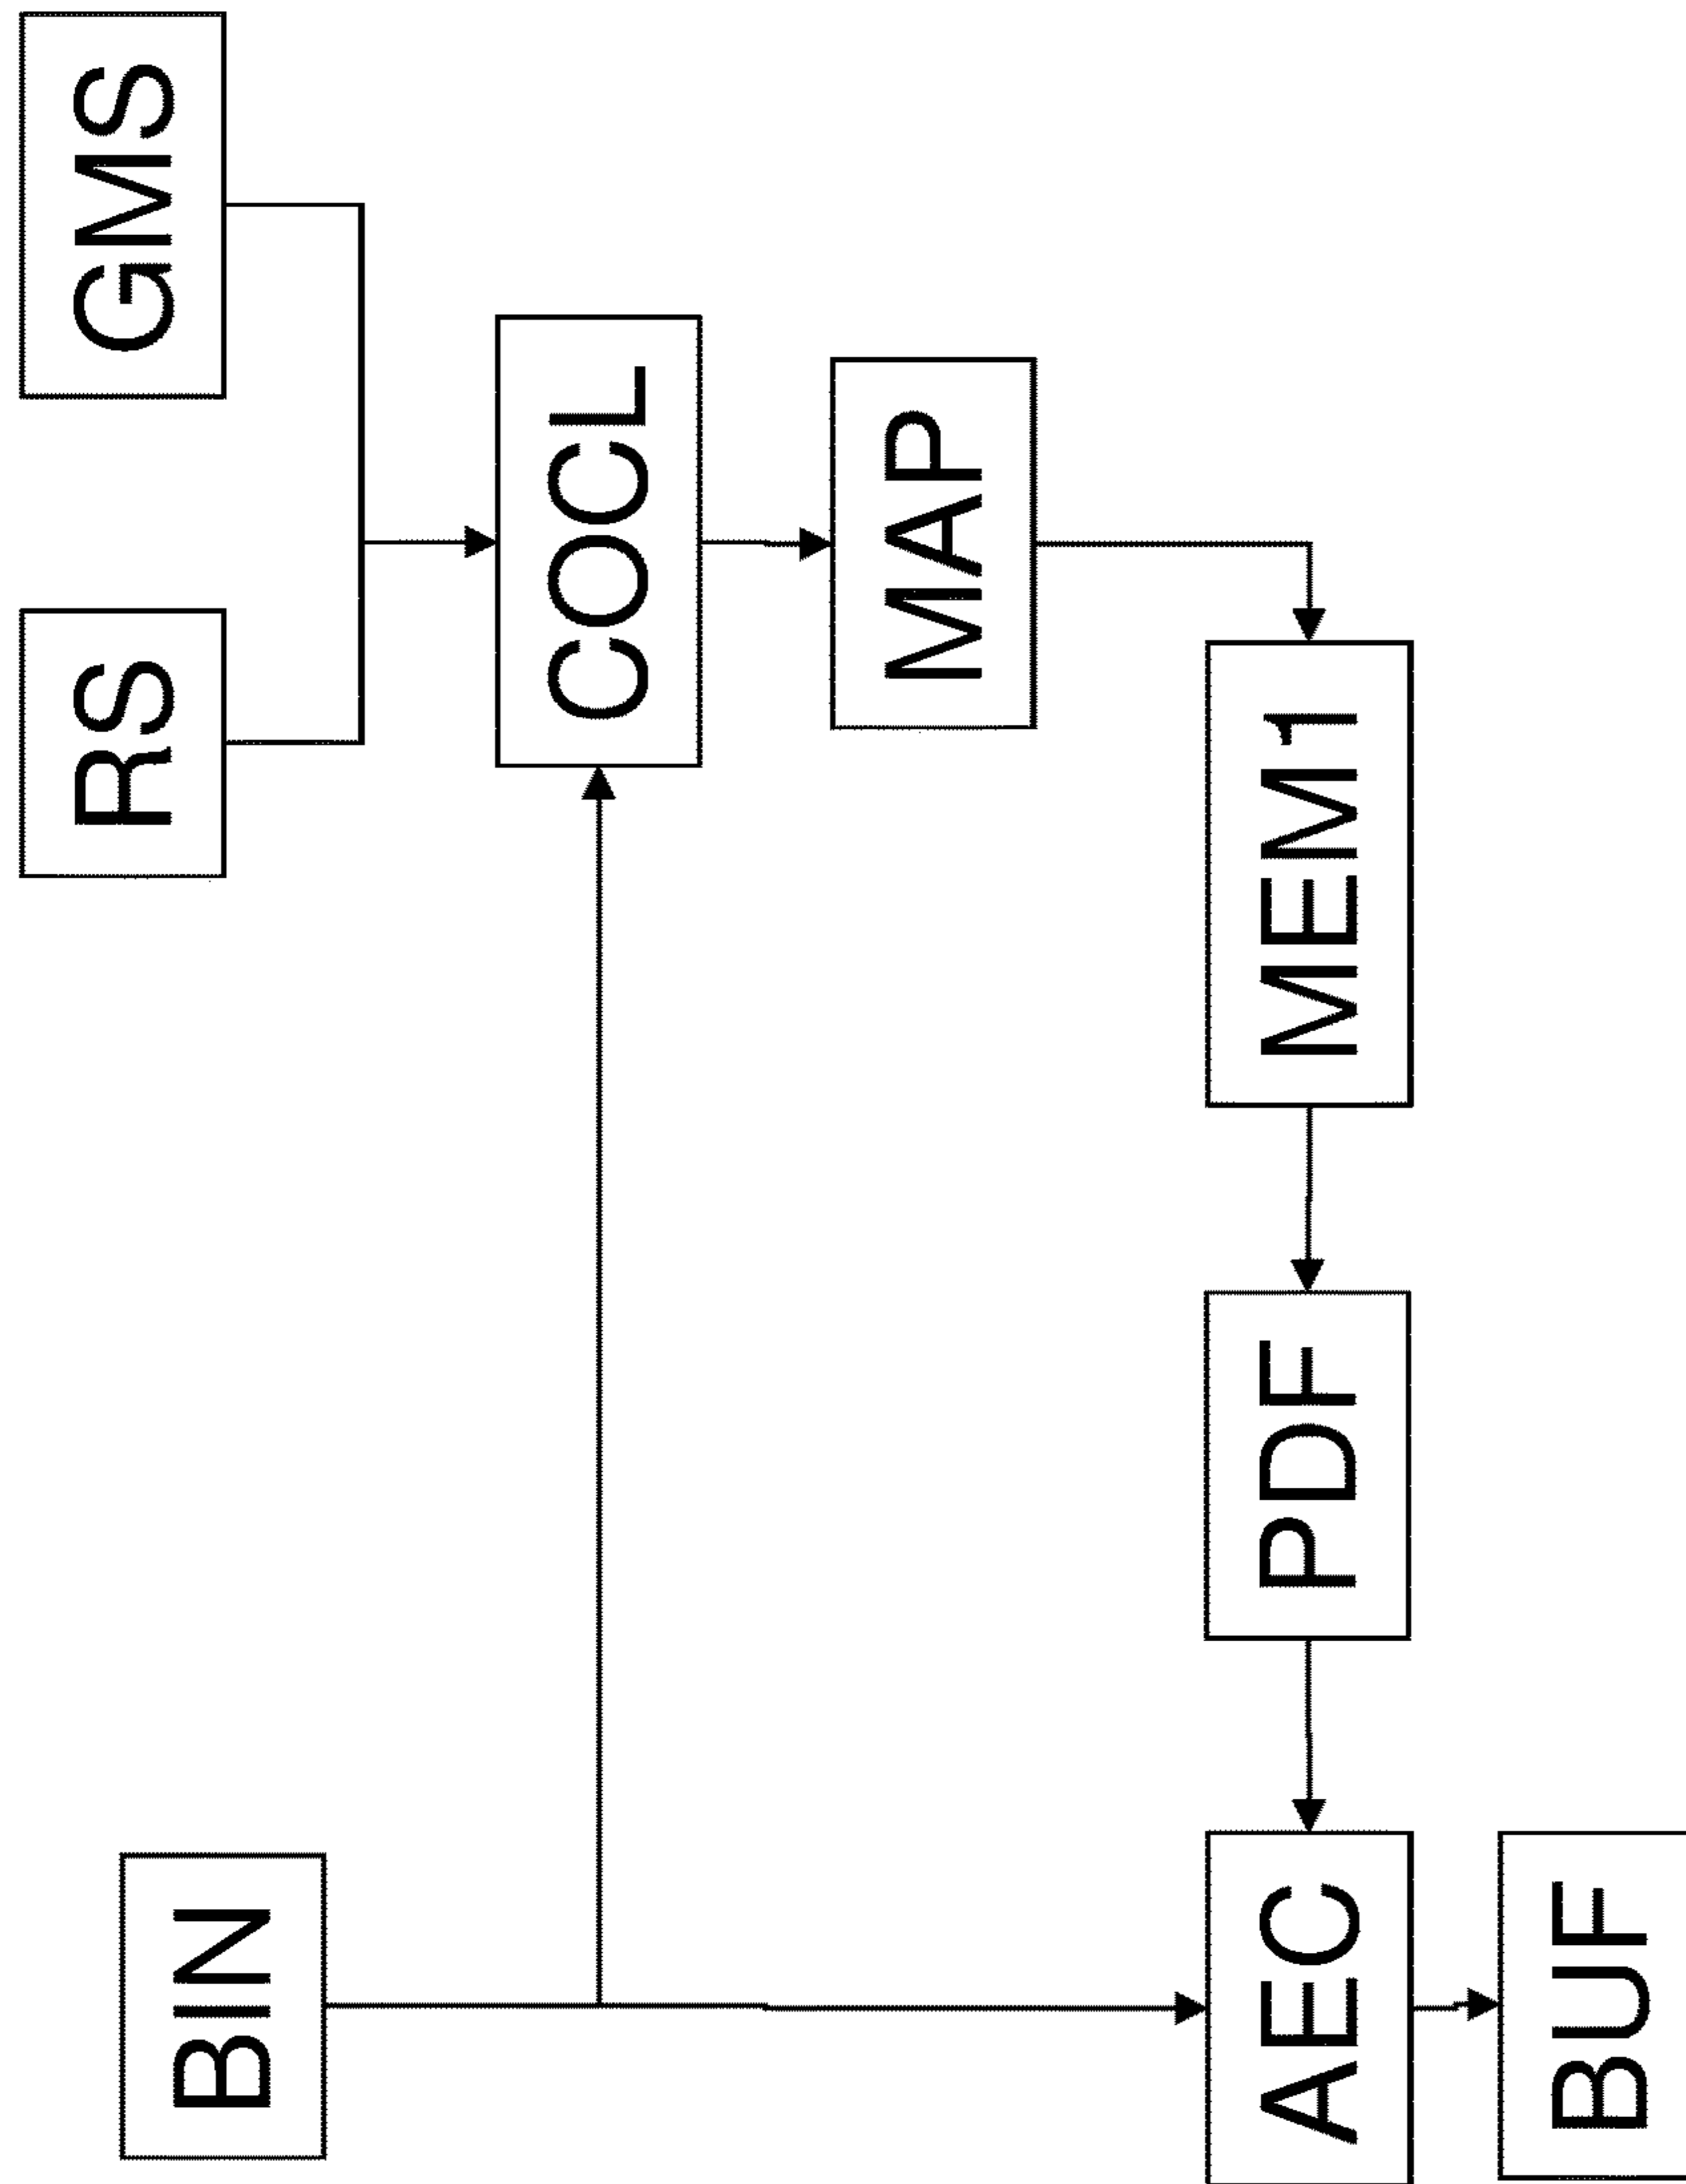 BIN
RS
GMS
COCL
MAP
AEC
PDF
MEM1
BUF